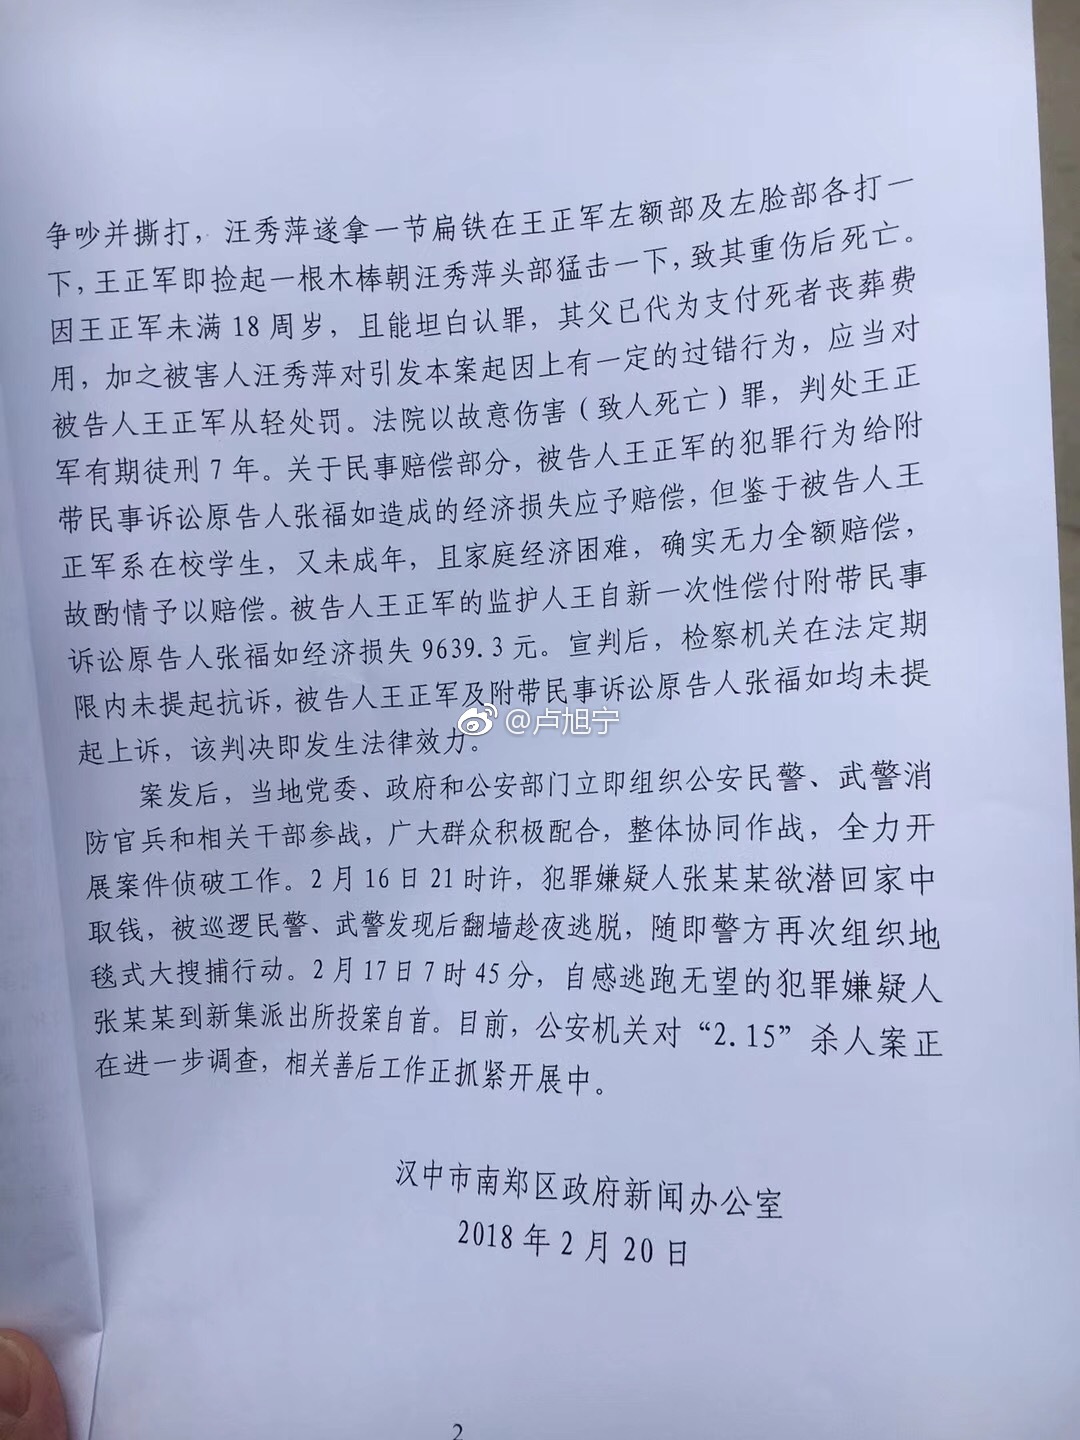 争吵并撕打，汪秀萍遂拿一节扁铁在王正军左额部及左脸部各打一
下，王正军即捡起一根木棒朝汪秀萍头部猛击一下，致其重伤后死亡。
因王正军未满18周岁，且能坦白认罪，其父已代为支付死者丧葬费
用，加之被害人汪秀萍对引发本案起因上有一定的过错行为，应当对
被告人王正军从轻处罚。法院以故意伤害（致人死亡）罪，判处王正
军有期徒刑7年。关于民事赔偿部分，被告人王正军的犯罪行为给附
带民事诉讼原告人张福如造成的经济损失应予赔偿，但鉴于被告人王
正军系在校学生，又未成年，且家庭经济困难，确实无力全额赔偿，
故酌情予以赔偿。被告人王正军的监护人王自新一次性偿付附带民事
诉讼原告人张福如经济损失9639.3元。宣判后，检察机关在法定期
限内未提起抗诉，被告人王正军及附带民事诉讼原告人张福如均未提
起上诉，该判决即发生法律效力。
@卢旭宁
案发后，当地党委、政府和公安部门立即组织公安民警、武警消
防官兵和相关干部参战，广大群众积极配合，整体协同作战，全力开
展案件侦破工作。2月16日21时许，犯罪嫌疑人张某某欲潜回家中
取钱，被巡逻民警、武警发现后翻墙趁夜逃脱，随即警方再次组织地
毯式大搜捕行动。2月17日7时45分，自感逃跑无望的犯罪嫌疑人
张某某到新集派出所投案自首。目前，公安机关对“2.15”杀人案正
在进一步调查，相关善后工作正抓紧开展中。
汉中市南郑区政府新闻办公室
2018年2月20日
2